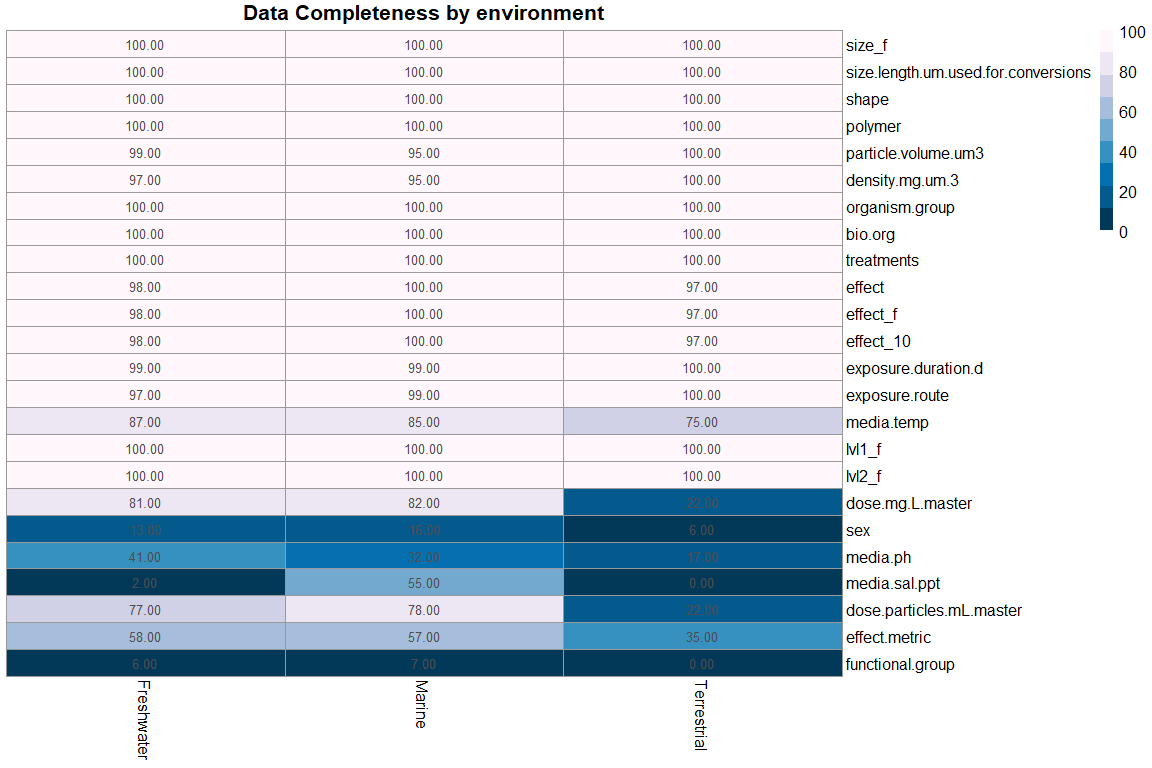 Data Completeness by environment
100.00 100.00 100.00 size_f
100.00 100.00 100.00 size.length.um.used.for.conversions
100.00 100.00 100.00 shape
100.00 100.00 100.00 polymer
99.00 95.00 100.00 particle.volume.um3
97.00 95.00 100.00 density.mg.um.3
100.00 100.00 100.00 organism.group
100.00 100.00 100.00 bio.org
100.00 100.00 100.00 treatments
98.00 100.00 97.00 effect
98.00 100.00 97.00 effect_f
98.00 100.00 97.00 effect_10
99.00 99.00 100.00 exposure.duration.d
97.00 99.00 100.00 exposure.route
87.00 85.00 75.00 media.temp
100.00 100.00 100.00 lvl1_f
100.00 100.00 100.00 lvl2_f
81.00 82.00 22.00 dose.mg.L.master
13.00 16.00 6.00 sex
41.00 32.00 17.00 media.ph
2.00 55.00 0.00 media.sal.ppt
77.00 78.00 22.00 dose.particles.mL.master
58.00 57.00 35.00 effect.metric
6.00 7.00 0.00 functional.group
Freshwater Marine Terrestrial
100
80
60
40
20
0